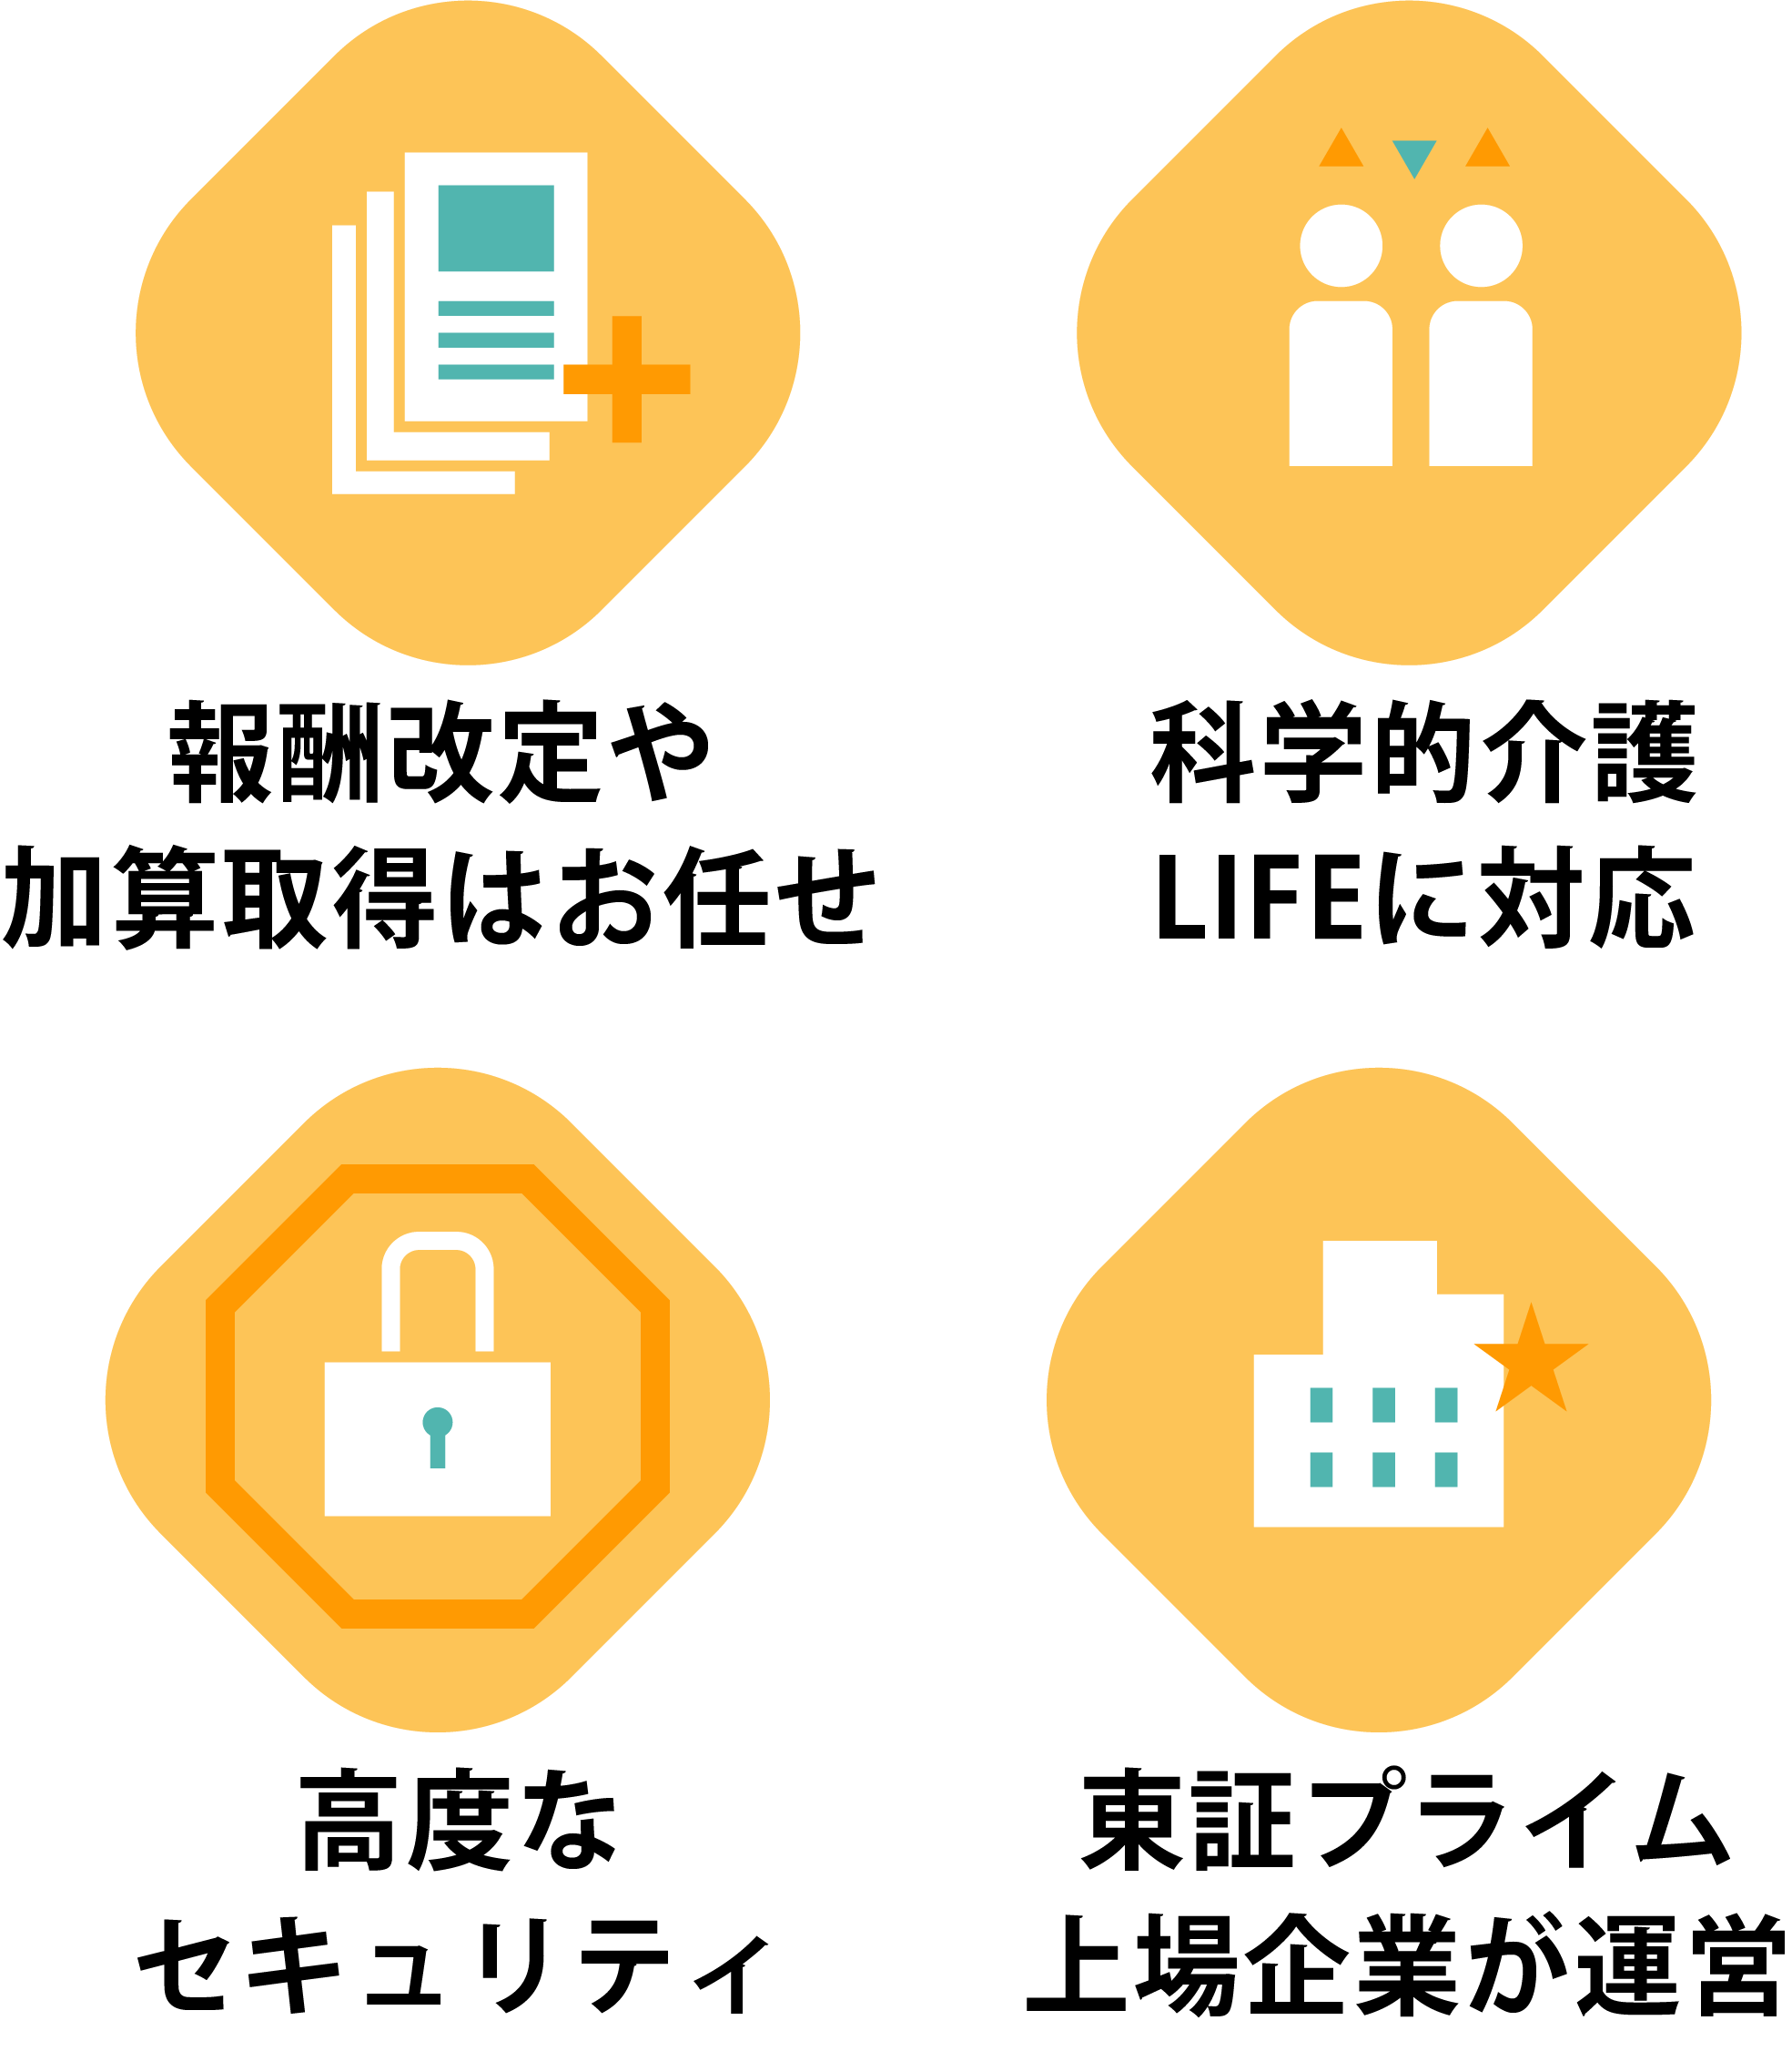 報酬改定や
加算取得はお任せ
科学的介護
LIFEに対応
高度な
セキュリティ
東証プライム
上場企業が運営